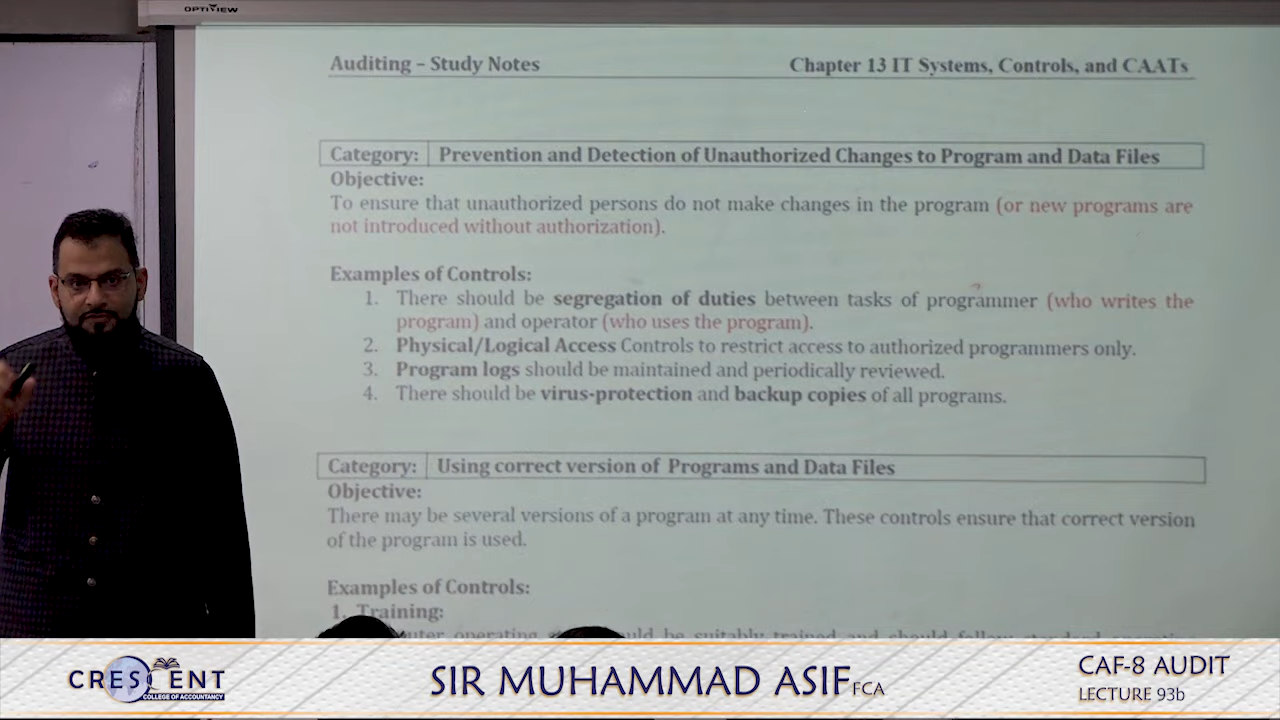 OPTIVIEW
Auditing – Study Notes Chapter 13 IT Systems, Controls, and CAATs
Category: Prevention and Detection of Unauthorized Changes to Program and Data Files
Objective:
To ensure that unauthorized persons do not make changes in the program (or new programs are
not introduced without authorization).
Examples of Controls:
1. There should be segregation of duties between tasks of programmer (who writes the
program) and operator (who uses the program).
2. Physical/Logical Access Controls to restrict access to authorized programmers only.
3. Program logs should be maintained and periodically reviewed.
4. There should be virus-protection and backup copies of all programs.
Category: Using correct version of Programs and Data Files
Objective:
There may be several versions of a program at any time. These controls ensure that correct version
of the program is used.
Examples of Controls:
1. Training:
operating be suitably trained and should follow
CRESCENT
COLLEGE OF ACCOUNTANCY
SIR MUHAMMAD ASIF FCA
CAF-8 AUDIT
LECTURE 93b